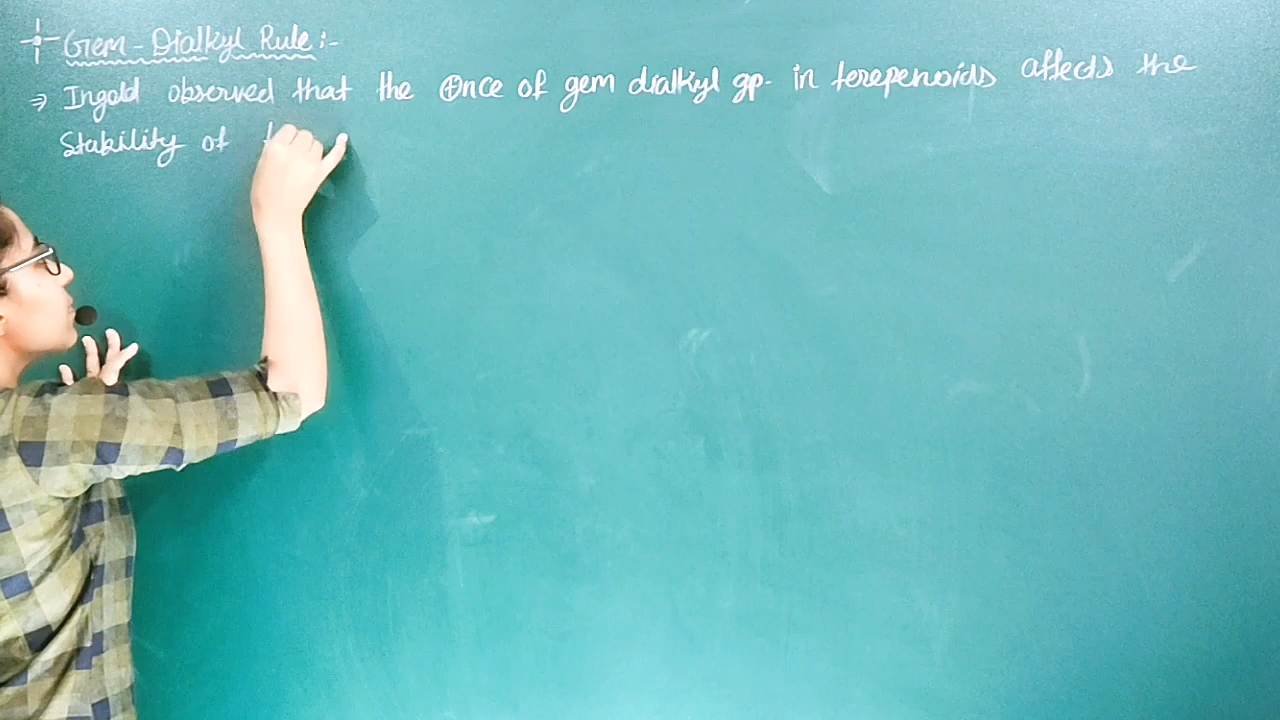 Gem - Dialkyl Rule :-
⇒ Ingold observed that the ⊕nce of gem dialkyl gp. in terepenoids affects the
Stability of